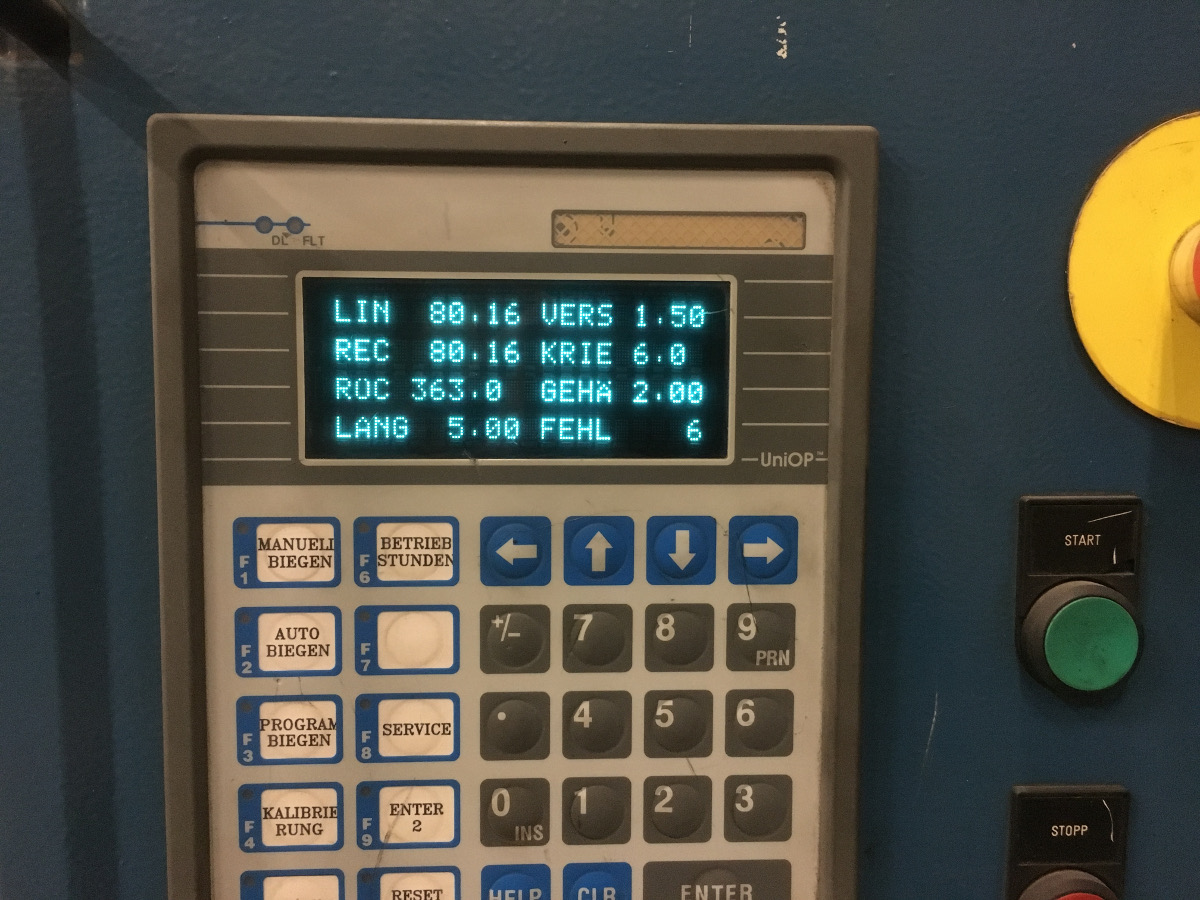 DL FLT
LIN 80.16 VERS 1.50
REC 80.16 KRIE 6.0
ROC 363.0 GEHA 2.00
LANG 5.00 FEHL 6
UniOP™
F1 MANUELL BIEGEN
F6 BETRIEB STUNDEN
F2 AUTO BIEGEN
F7
+/-
7
8
9 PRN
F3 PROGRAM BIEGEN
F8 SERVICE
.
4
5
6
F4 KALIBRIE RUNG
F9 ENTER 2
0 INS
1
2
3
RESET
HELP
CLR
ENTER
START
STOPP